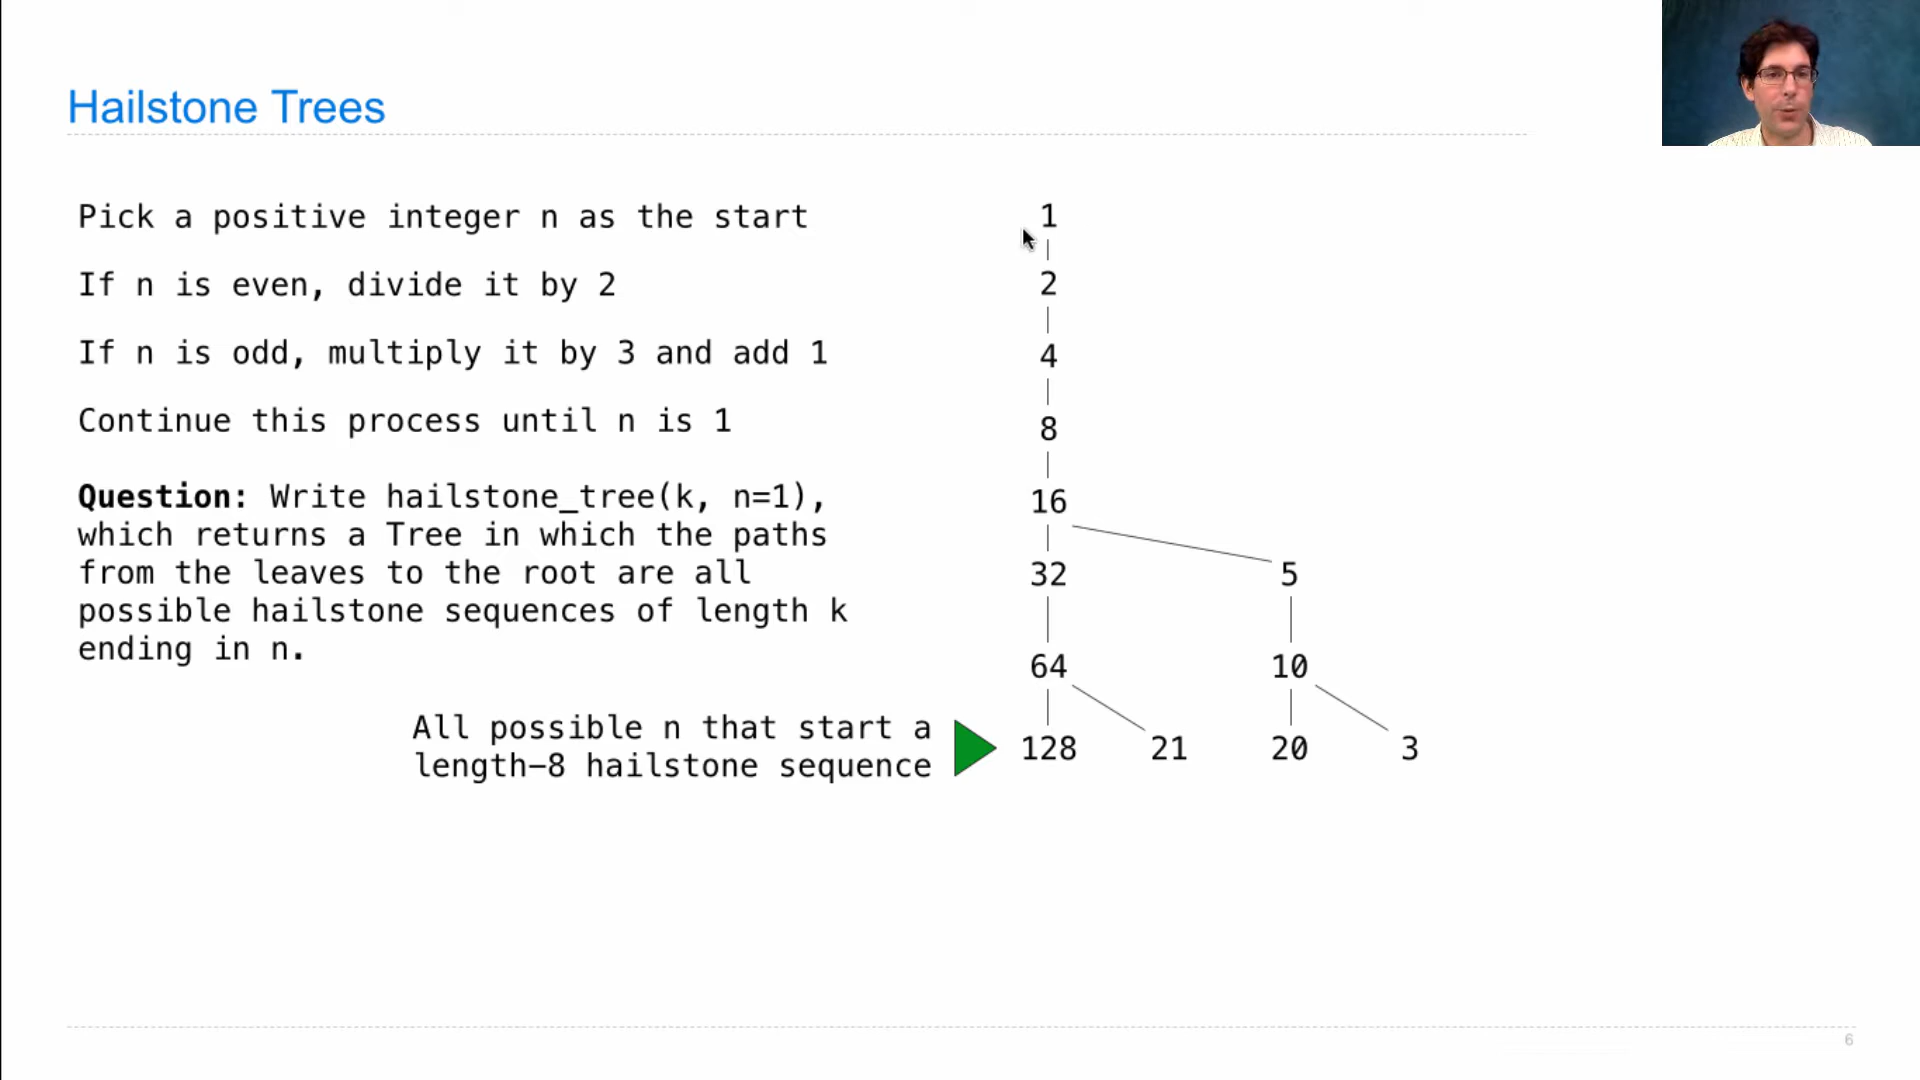 Hailstone Trees
Pick a positive integer n as the start
If n is even, divide it by 2
If n is odd, multiply it by 3 and add 1
Continue this process until n is 1
Question: Write hailstone_tree(k, n=1),
which returns a Tree in which the paths
from the leaves to the root are all
possible hailstone sequences of length k
ending in n.
All possible n that start a
length-8 hailstone sequence
1
2
4
8
16
32 5
64 10
128 21 20 3
6